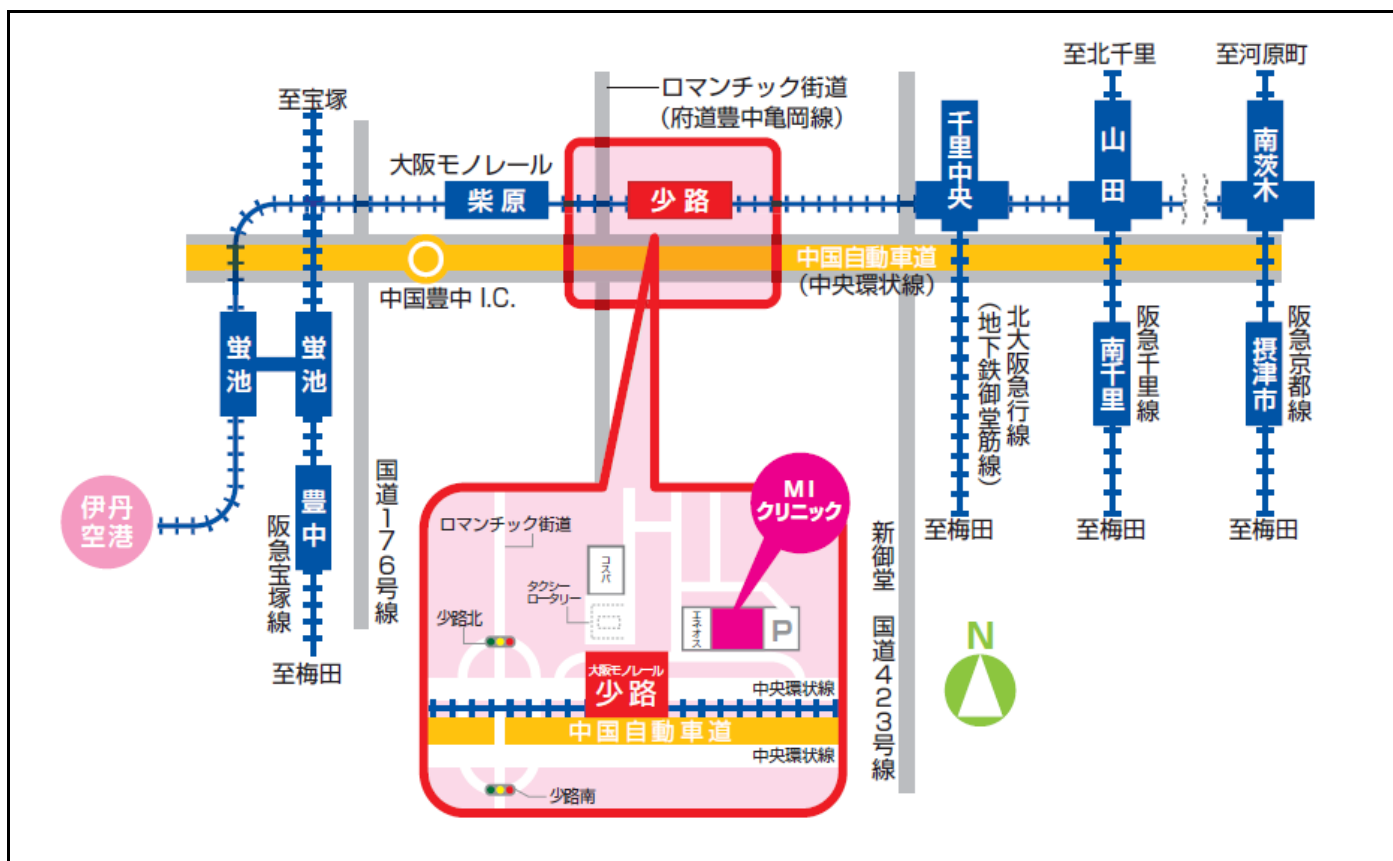 至北千里
至河原町
ロマンチック街道
(府道豊中亀岡線)
至宝塚
大阪モノレール
柴原
少路
千里中央
山田
南茨木
中国自動車道
(中央環状線)
中国豊中 I.C.
蛍池
蛍池
豊中
伊丹
空港
阪急宝塚線
国道176号線
至梅田
北大阪急行線
(地下鉄御堂筋線)
至梅田
南千里
阪急千里線
至梅田
摂津市
阪急京都線
至梅田
新御堂 国道423号線
N
MI
クリニック
ロマンチック街道
コスパ
タクシー
ロータリー
エネオス
P
少路北
大阪モノレール
少路
中央環状線
中国自動車道
中央環状線
少路南